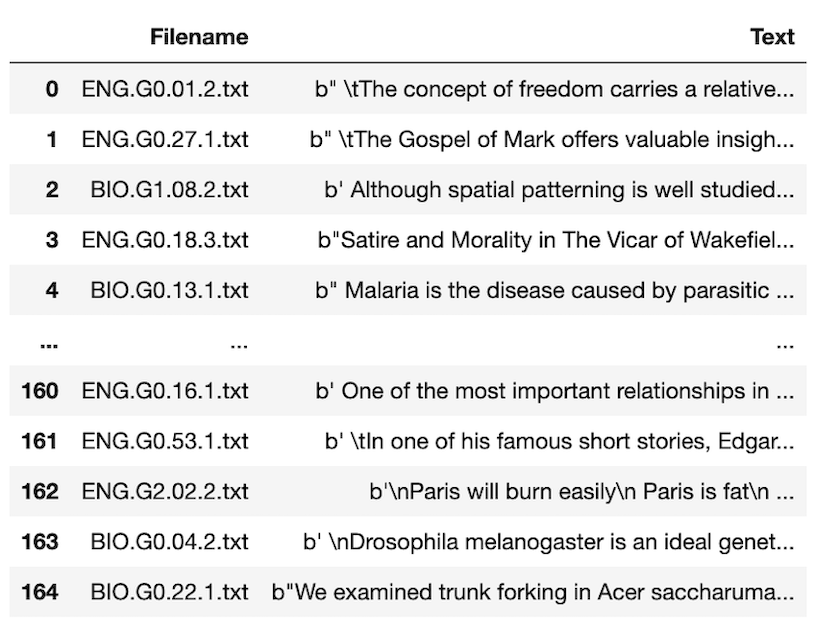 Filename Text
0 ENG.G0.01.2.txt b" \tThe concept of freedom carries a relative...
1 ENG.G0.27.1.txt b" \tThe Gospel of Mark offers valuable insigh...
2 BIO.G1.08.2.txt b' Although spatial patterning is well studied...
3 ENG.G0.18.3.txt b"Satire and Morality in The Vicar of Wakefiel...
4 BIO.G0.13.1.txt b" Malaria is the disease caused by parasitic ...
... ... ...
160 ENG.G0.16.1.txt b' One of the most important relationships in ...
161 ENG.G0.53.1.txt b' \tIn one of his famous short stories, Edgar...
162 ENG.G2.02.2.txt b'\nParis will burn easily\n Paris is fat\n ...
163 BIO.G0.04.2.txt b' \nDrosophila melanogaster is an ideal genet...
164 BIO.G0.22.1.txt b"We examined trunk forking in Acer saccharuma...